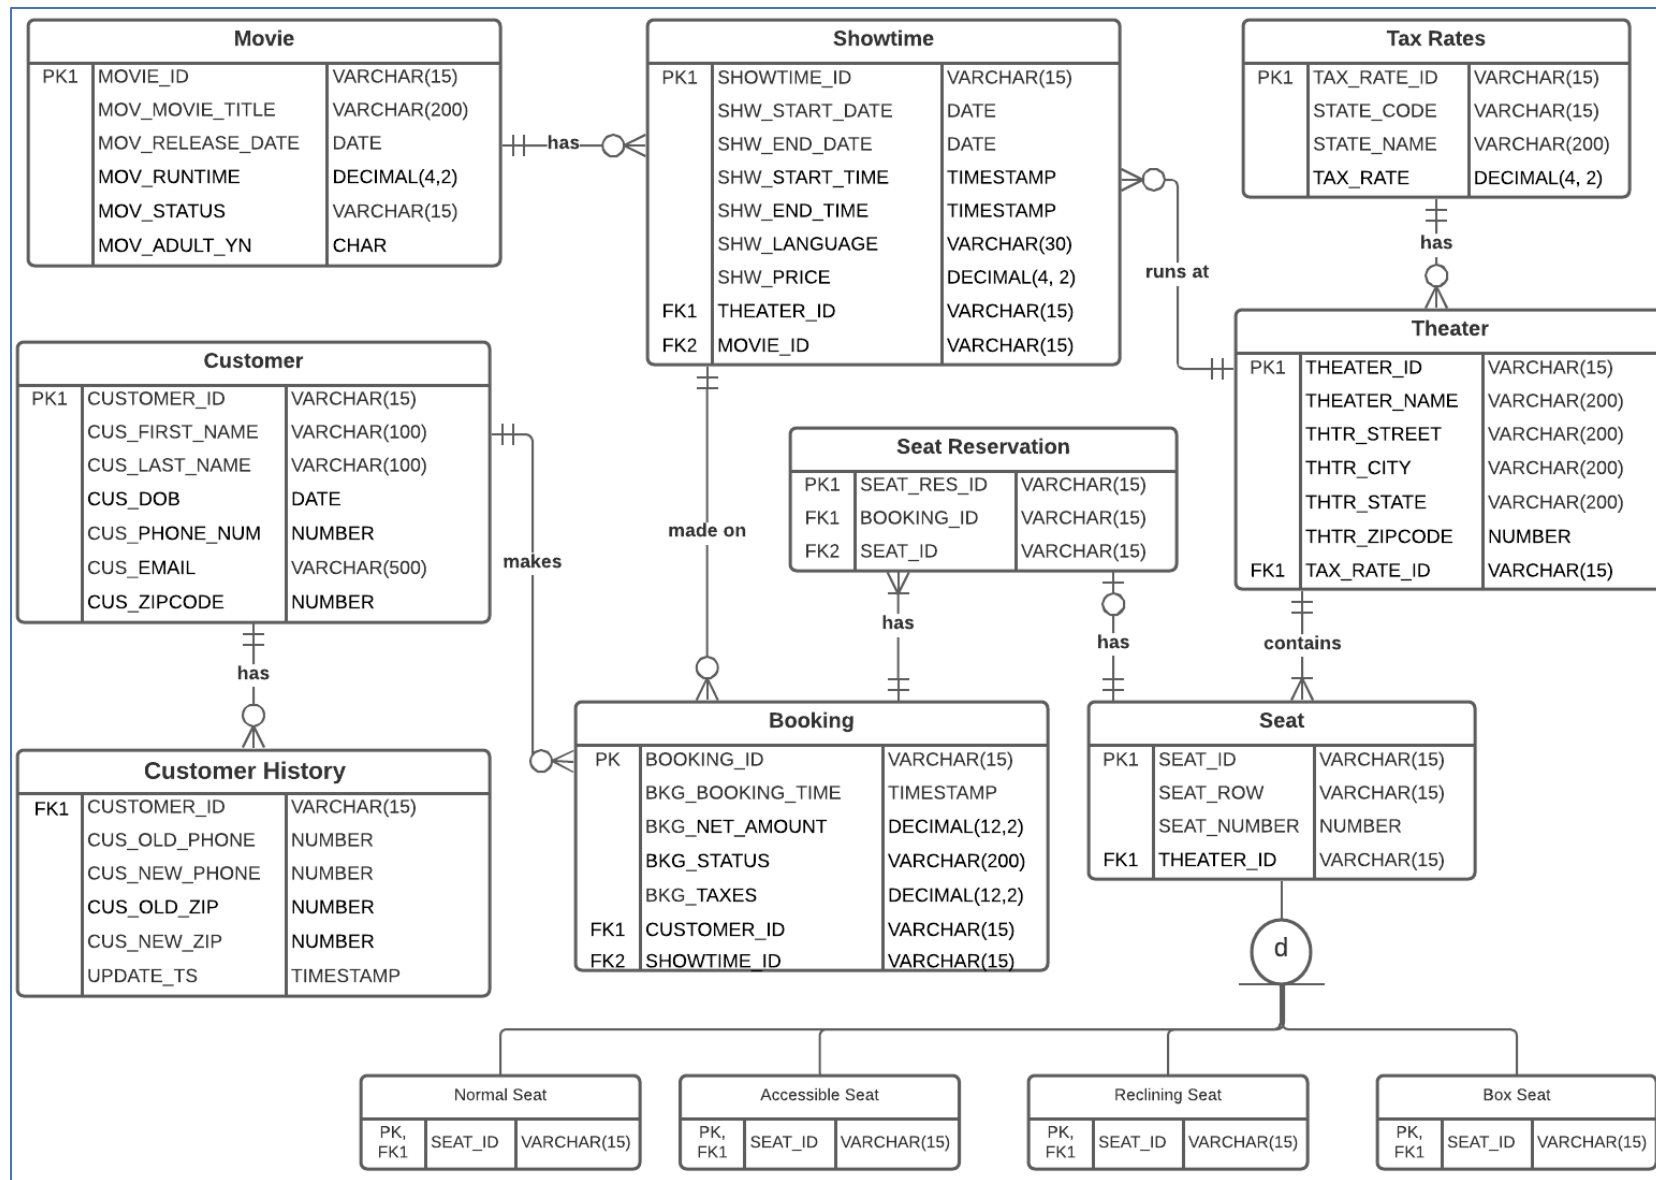 Movie
PK1 MOVIE_ID VARCHAR(15)
MOV_MOVIE_TITLE VARCHAR(200)
MOV_RELEASE_DATE DATE
MOV_RUNTIME DECIMAL(4,2)
MOV_STATUS VARCHAR(15)
MOV_ADULT_YN CHAR
has
Showtime
PK1 SHOWTIME_ID VARCHAR(15)
SHW_START_DATE DATE
SHW_END_DATE DATE
SHW_START_TIME TIMESTAMP
SHW_END_TIME TIMESTAMP
SHW_LANGUAGE VARCHAR(30)
SHW_PRICE DECIMAL(4, 2)
FK1 THEATER_ID VARCHAR(15)
FK2 MOVIE_ID VARCHAR(15)
runs at
Tax Rates
PK1 TAX_RATE_ID VARCHAR(15)
STATE_CODE VARCHAR(15)
STATE_NAME VARCHAR(200)
TAX_RATE DECIMAL(4, 2)
has
Theater
PK1 THEATER_ID VARCHAR(15)
THEATER_NAME VARCHAR(200)
THTR_STREET VARCHAR(200)
THTR_CITY VARCHAR(200)
THTR_STATE VARCHAR(200)
THTR_ZIPCODE NUMBER
FK1 TAX_RATE_ID VARCHAR(15)
contains
Customer
PK1 CUSTOMER_ID VARCHAR(15)
CUS_FIRST_NAME VARCHAR(100)
CUS_LAST_NAME VARCHAR(100)
CUS_DOB DATE
CUS_PHONE_NUM NUMBER
CUS_EMAIL VARCHAR(500)
CUS_ZIPCODE NUMBER
has
makes
made on
Seat Reservation
PK1 SEAT_RES_ID VARCHAR(15)
FK1 BOOKING_ID VARCHAR(15)
FK2 SEAT_ID VARCHAR(15)
has
has
Customer History
FK1 CUSTOMER_ID VARCHAR(15)
CUS_OLD_PHONE NUMBER
CUS_NEW_PHONE NUMBER
CUS_OLD_ZIP NUMBER
CUS_NEW_ZIP NUMBER
UPDATE_TS TIMESTAMP
Booking
PK BOOKING_ID VARCHAR(15)
BKG_BOOKING_TIME TIMESTAMP
BKG_NET_AMOUNT DECIMAL(12,2)
BKG_STATUS VARCHAR(200)
BKG_TAXES DECIMAL(12,2)
FK1 CUSTOMER_ID VARCHAR(15)
FK2 SHOWTIME_ID VARCHAR(15)
Seat
PK1 SEAT_ID VARCHAR(15)
SEAT_ROW VARCHAR(15)
SEAT_NUMBER NUMBER
FK1 THEATER_ID VARCHAR(15)
d
Normal Seat
PK, FK1 SEAT_ID VARCHAR(15)
Accessible Seat
PK, FK1 SEAT_ID VARCHAR(15)
Reclining Seat
PK, FK1 SEAT_ID VARCHAR(15)
Box Seat
PK, FK1 SEAT_ID VARCHAR(15)